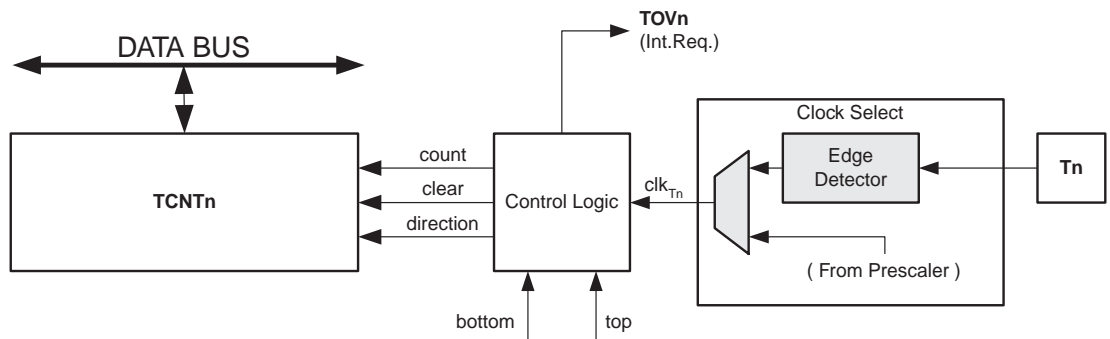 TOVn
(Int.Req.)
DATA BUS
Clock Select
count
Edge
Detector
Tn
TCNTn
clear
Control Logic
clkTn
direction
( From Prescaler )
bottom
top